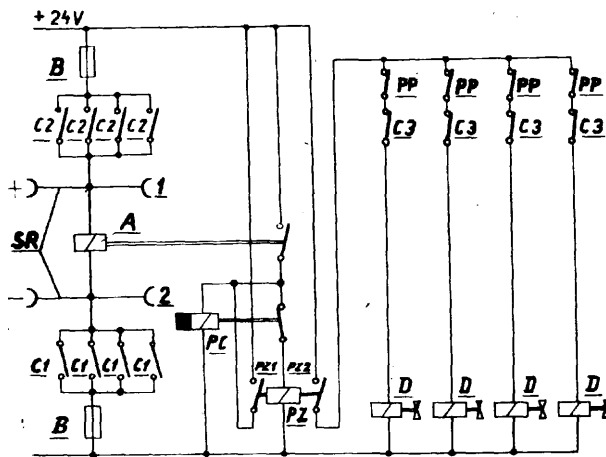 + 24V
B
C2 C2 C2 C2
PP PP PP PP
C3 C3 C3 C3
+ 1
SR
A
− 2
PC
C1 C1 C1 C1
PZ1 PZ2
PZ
B
D D D D